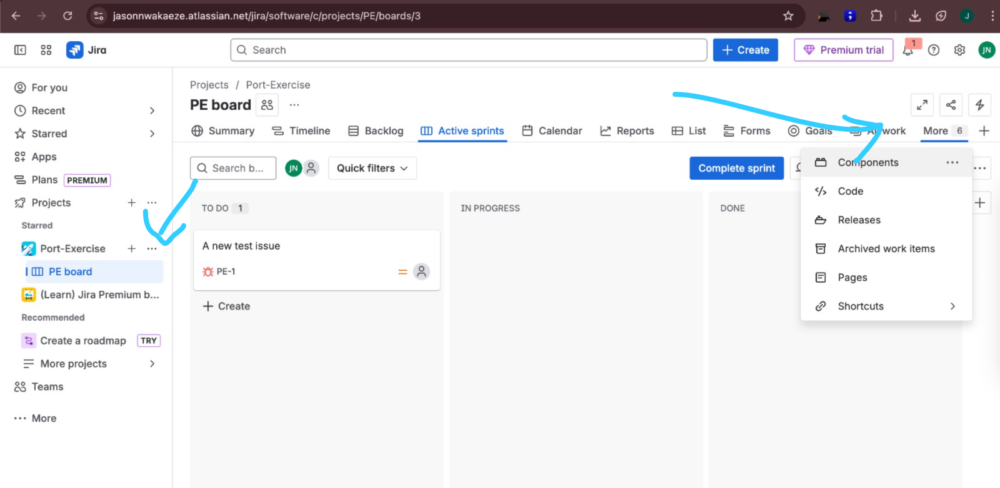 jasonnwakaeze.atlassian.net/jira/software/c/projects/PE/boards/3
J
Jira
Search
Create
Premium trial
1
JN
For you
Recent
Starred
Apps
Plans PREMIUM
Projects
Starred
Port-Exercise
PE board
(Learn) Jira Premium b...
Recommended
Create a roadmap TRY
More projects
Teams
More
Projects / Port-Exercise
PE board
Summary Timeline Backlog Active sprints Calendar Reports List Forms Goals More 6
Search b... JN Quick filters Complete sprint
TO DO 1
A new test issue
PE-1
Create
IN PROGRESS
DONE
Components
Code
Releases
Archived work items
Pages
Shortcuts